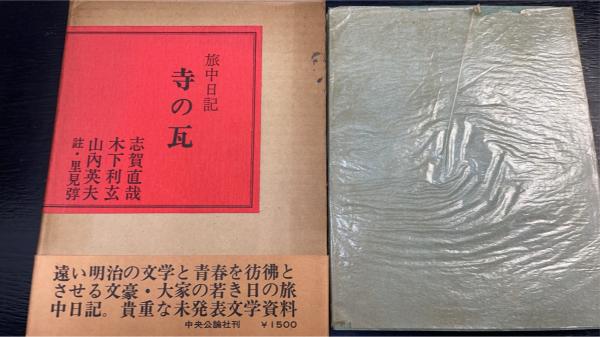 旅中日記
寺の瓦
志賀直哉
木下利玄
山内英夫
註・里見弴
遠い明治の文学と青春を彷彿と
させる文豪・大家の若き日の旅
中日記。貴重な未発表文学資料
中央公論社刊 ¥1500